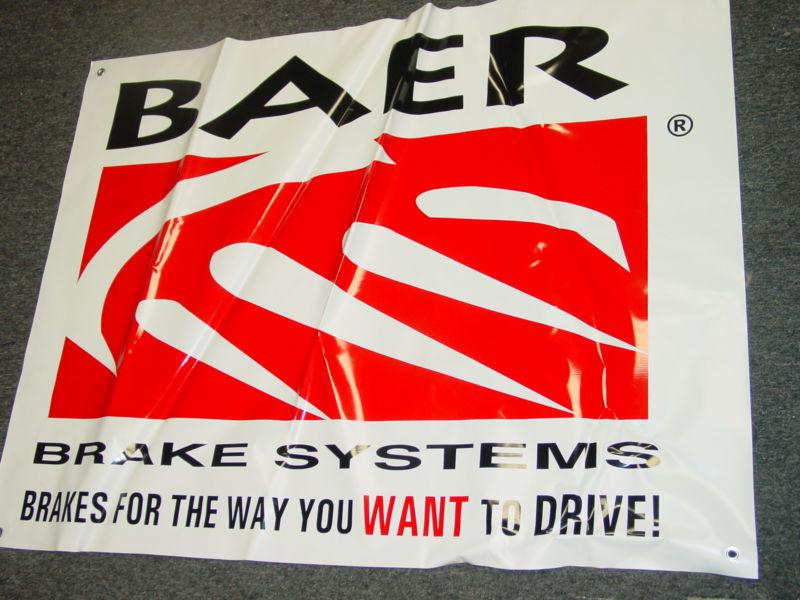 BAER
®
BRAKE SYSTEMS
BRAKES FOR THE WAY YOU WANT TO DRIVE!